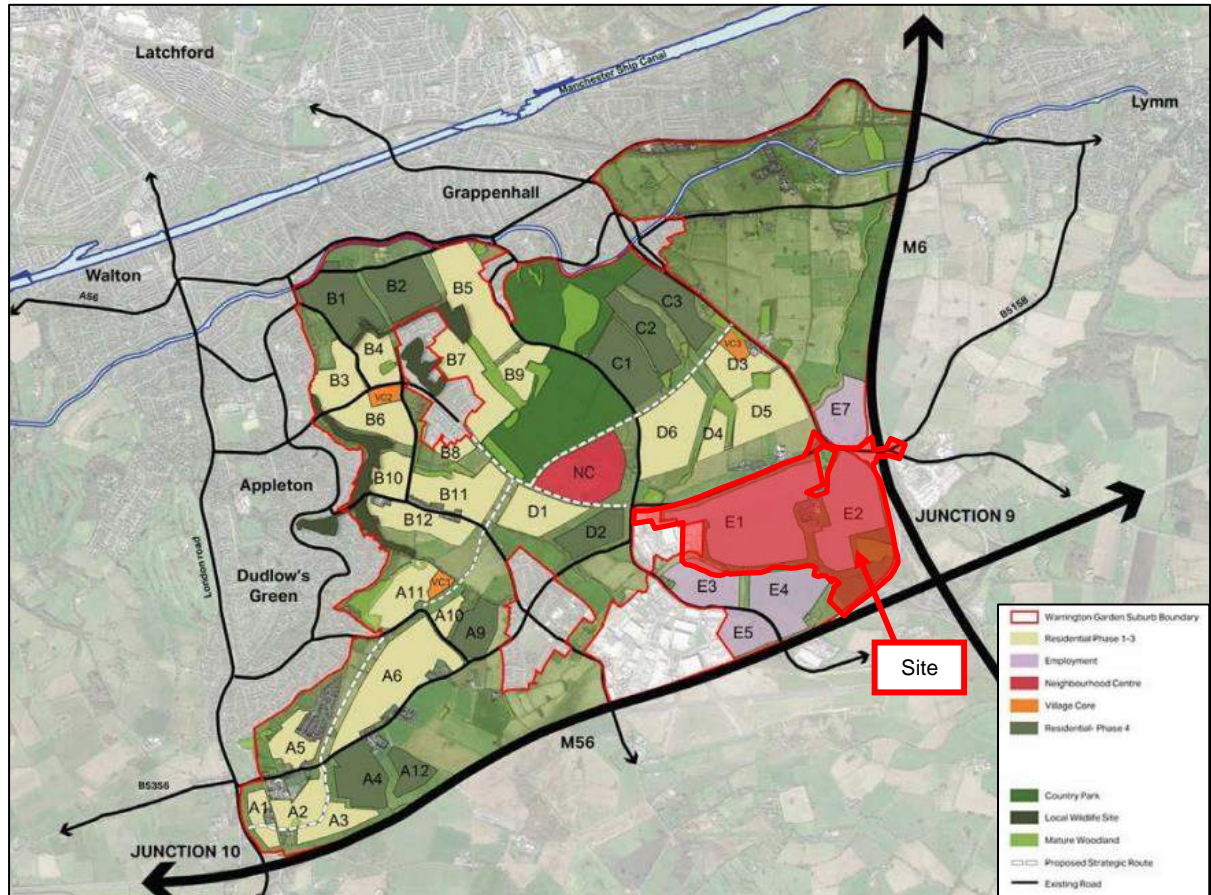 Latchford
Manchester Ship Canal
Lymm
Grappenhall
M6
Walton
A56
B5158
B1
B2
B5
C3
C2
C1
B4
B7
B3
B9
VC3
D3
VC2
B6
D5
E7
D6
D4
B8
NC
Appleton
B10
B11
E1
E2
London road
B12
D1
JUNCTION 9
D2
Dudlow's
Green
VC1
A11
E3
E4
A10
A9
E5
Site
A6
M56
A5
B5356
A4
A12
A1
A2
A3
JUNCTION 10
Warrington Garden Suburb Boundary
Residential Phase 1-3
Employment
Neighbourhood Centre
Village Core
Residential- Phase 4
Country Park
Local Wildlife Site
Mature Woodland
Proposed Strategic Route
Existing Road